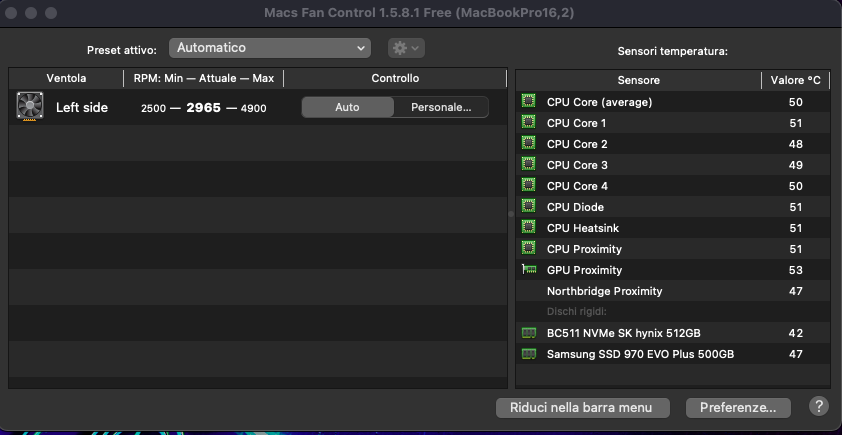 Macs Fan Control 1.5.8.1 Free (MacBookPro16,2)
Preset attivo: Automatico
Sensori temperatura:
Ventola RPM: Min — Attuale — Max Controllo
Left side 2500 — 2965 — 4900 Auto Personale...
Sensore Valore °C
CPU Core (average) 50
CPU Core 1 51
CPU Core 2 48
CPU Core 3 49
CPU Core 4 50
CPU Diode 51
CPU Heatsink 51
CPU Proximity 51
GPU Proximity 53
Northbridge Proximity 47
Dischi rigidi:
BC511 NVMe SK hynix 512GB 42
Samsung SSD 970 EVO Plus 500GB 47
Riduci nella barra menu Preferenze... ?